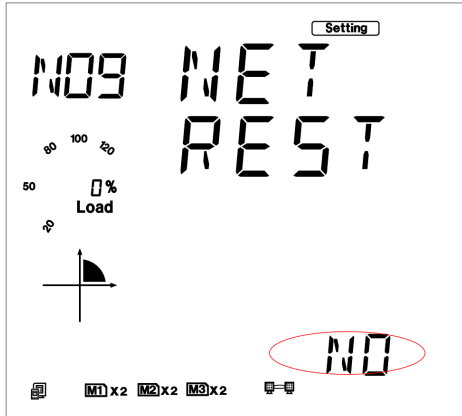 Setting
N09 NET
REST
80 100 120
50 0%
Load
20
NO
M1 X2 M2 X2 M3 X2